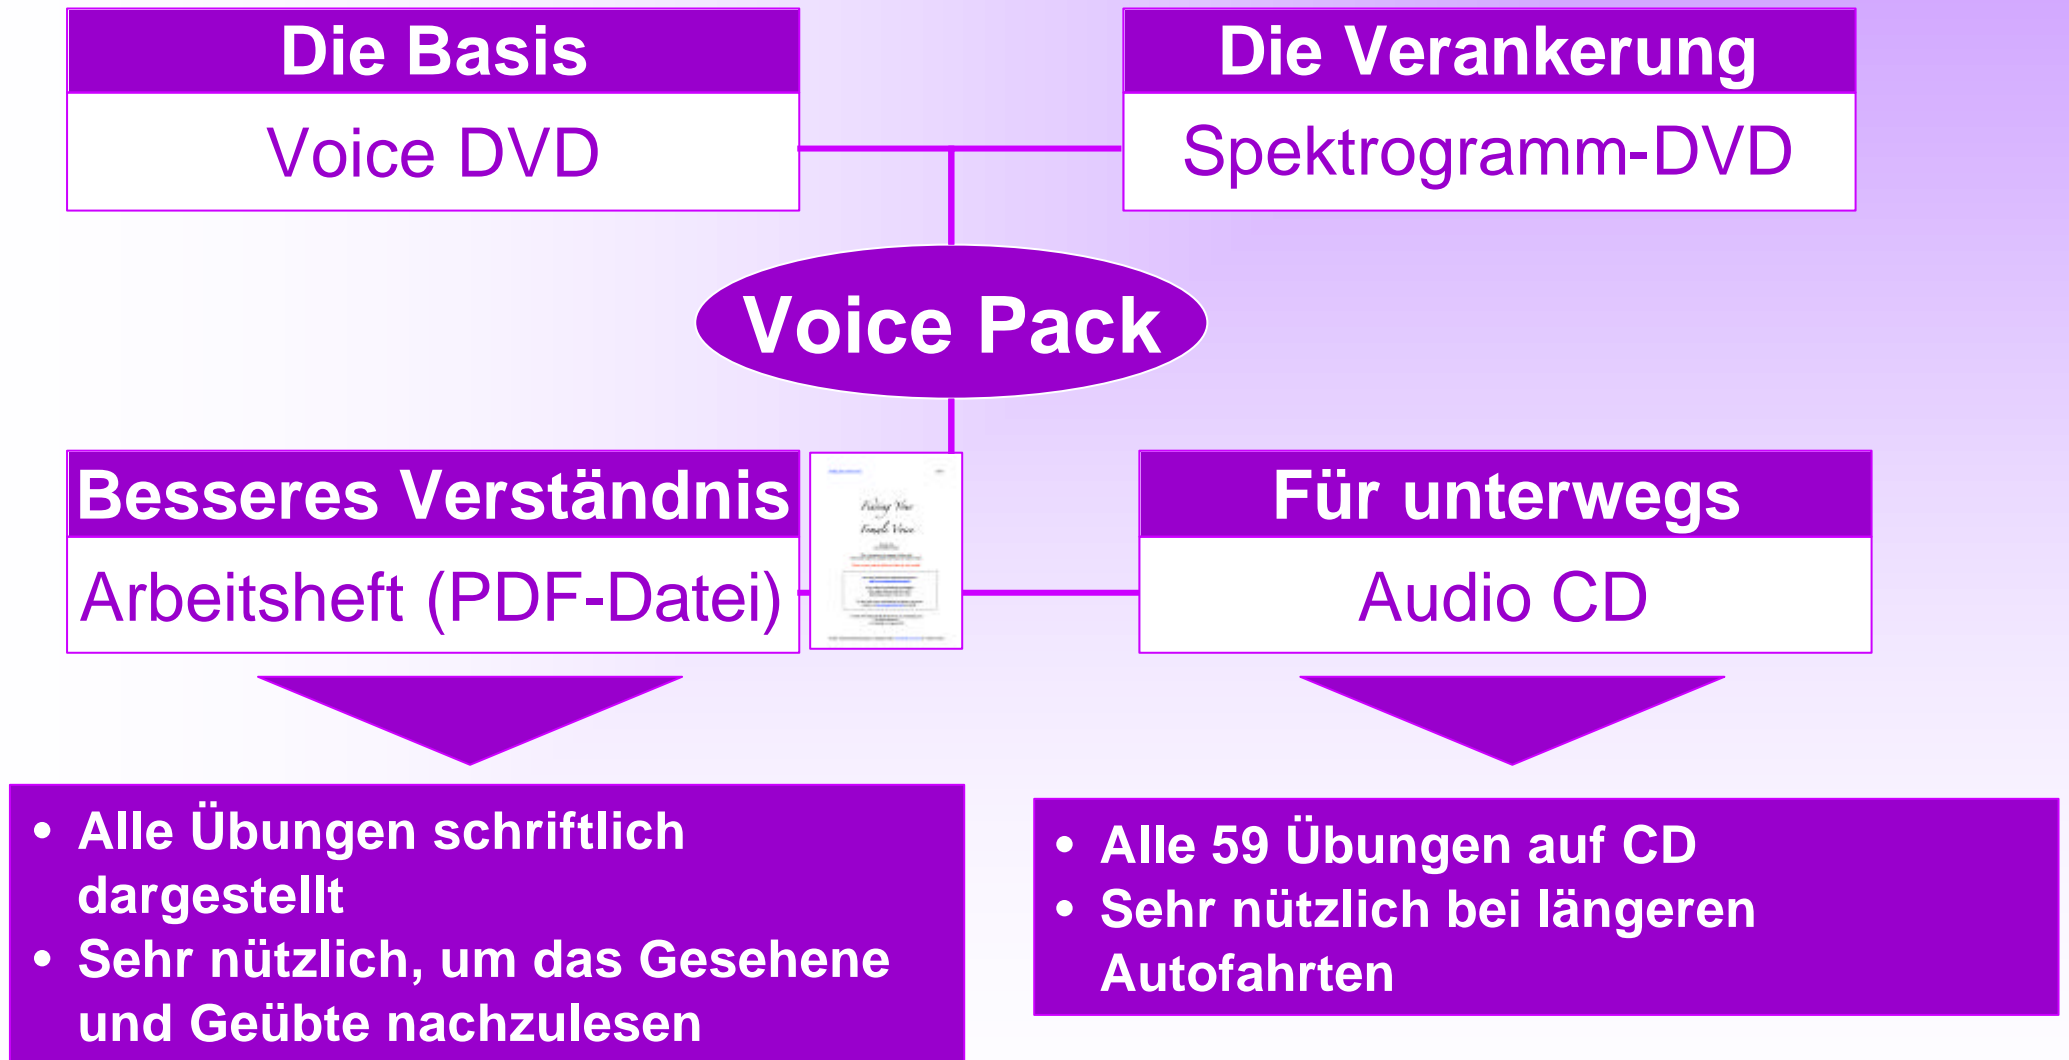 Die Basis
Voice DVD
Die Verankerung
Spektrogramm-DVD
Voice Pack
Besseres Verständnis
Arbeitsheft (PDF-Datei)
Female Voice
Für unterwegs
Audio CD
• Alle Übungen schriftlich
dargestellt
• Sehr nützlich, um das Gesehene
und Geübte nachzulesen
• Alle 59 Übungen auf CD
• Sehr nützlich bei längeren
Autofahrten